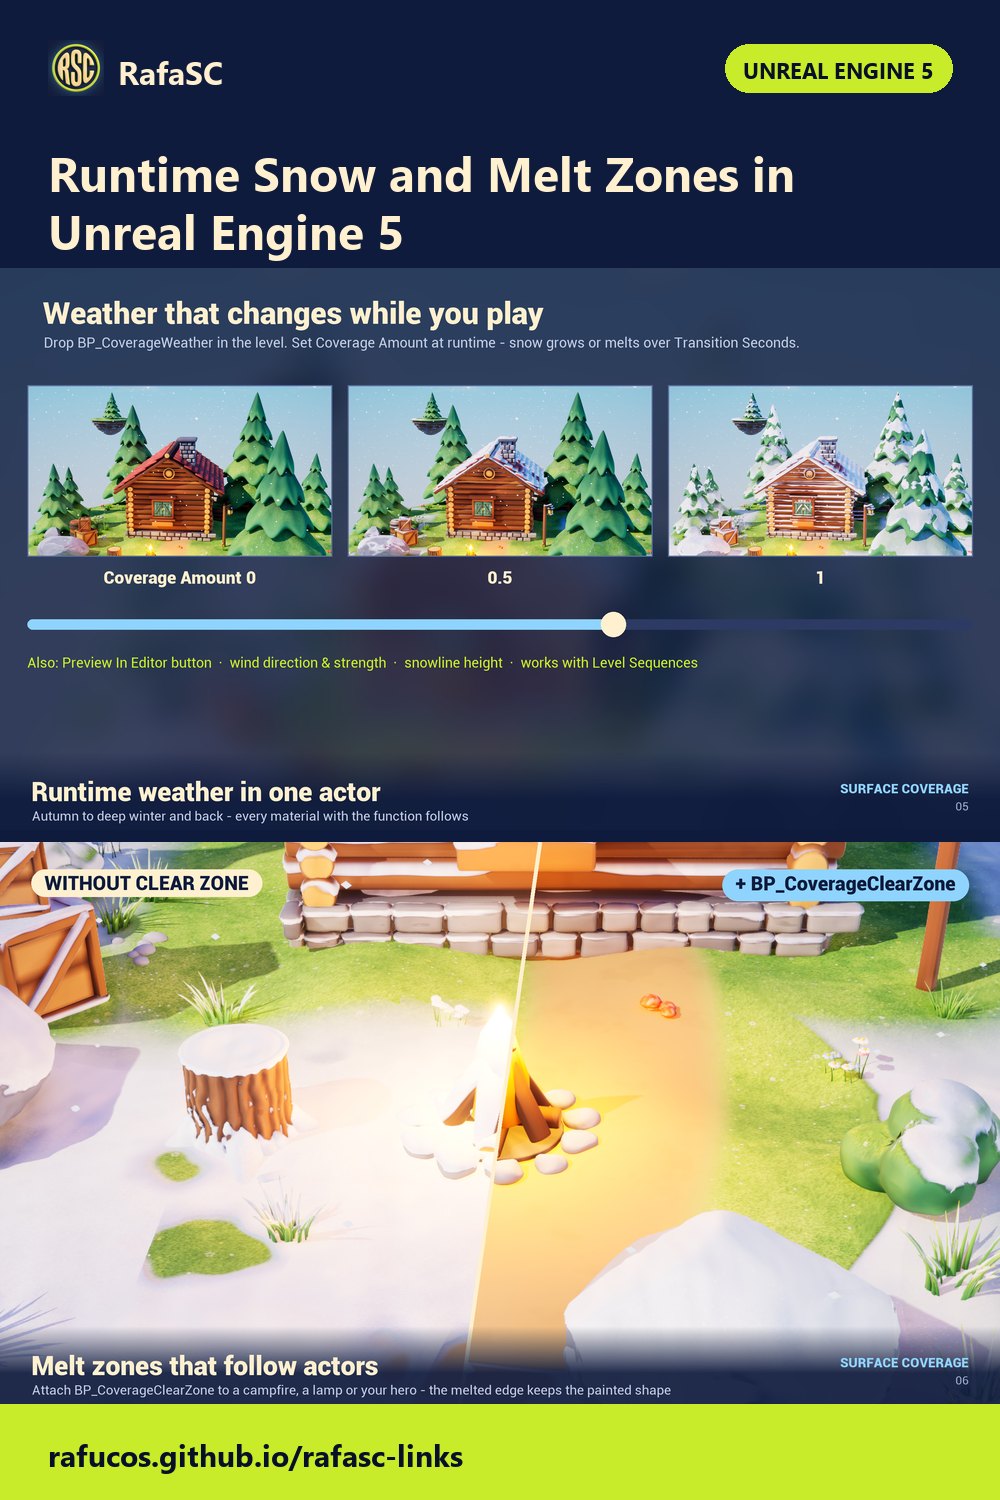 RSC
RafaSC
UNREAL ENGINE 5
Runtime Snow and Melt Zones in
Unreal Engine 5
Weather that changes while you play
Drop BP_CoverageWeather in the level. Set Coverage Amount at runtime - snow grows or melts over Transition Seconds.
Coverage Amount 0
0.5
1
Also: Preview In Editor button · wind direction & strength · snowline height · works with Level Sequences
Runtime weather in one actor
Autumn to deep winter and back - every material with the function follows
SURFACE COVERAGE
05
WITHOUT CLEAR ZONE
+ BP_CoverageClearZone
Melt zones that follow actors
Attach BP_CoverageClearZone to a campfire, a lamp or your hero - the melted edge keeps the painted shape
SURFACE COVERAGE
06
rafucos.github.io/rafasc-links